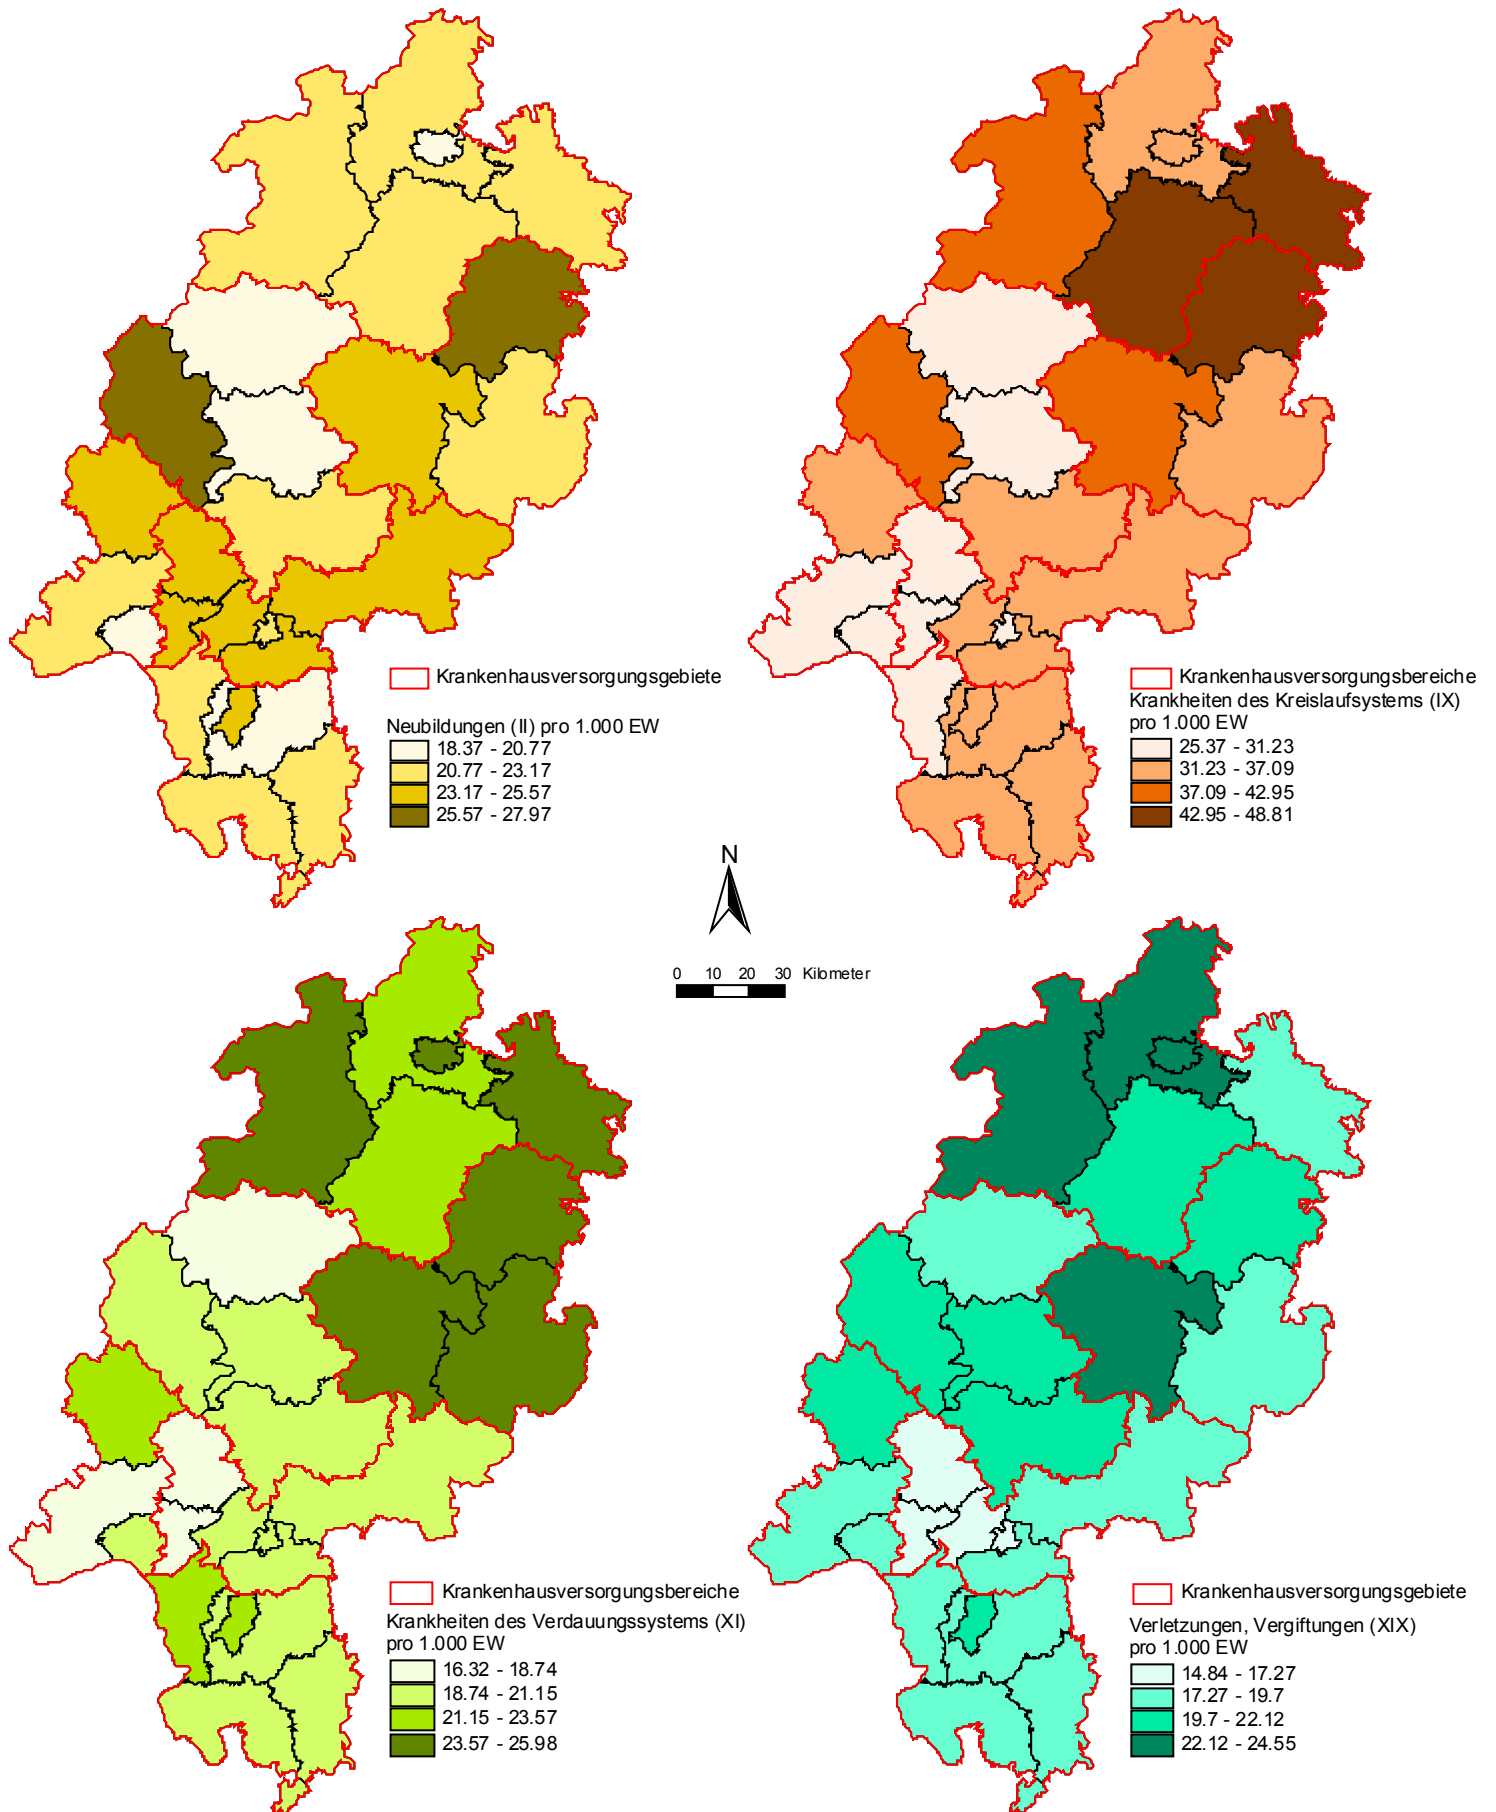 Krankenhausversorgungsgebiete
Neubildungen (II) pro 1.000 EW
18.37 - 20.77
20.77 - 23.17
23.17 - 25.57
25.57 - 27.97
Krankenhausversorgungsbereiche
Krankheiten des Kreislaufsystems (IX)
pro 1.000 EW
25.37 - 31.23
31.23 - 37.09
37.09 - 42.95
42.95 - 48.81
N
0 10 20 30 Kilometer
Krankenhausversorgungsbereiche
Krankheiten des Verdauungssystems (XI)
pro 1.000 EW
16.32 - 18.74
18.74 - 21.15
21.15 - 23.57
23.57 - 25.98
Krankenhausversorgungsgebiete
Verletzungen, Vergiftungen (XIX)
pro 1.000 EW
14.84 - 17.27
17.27 - 19.7
19.7 - 22.12
22.12 - 24.55